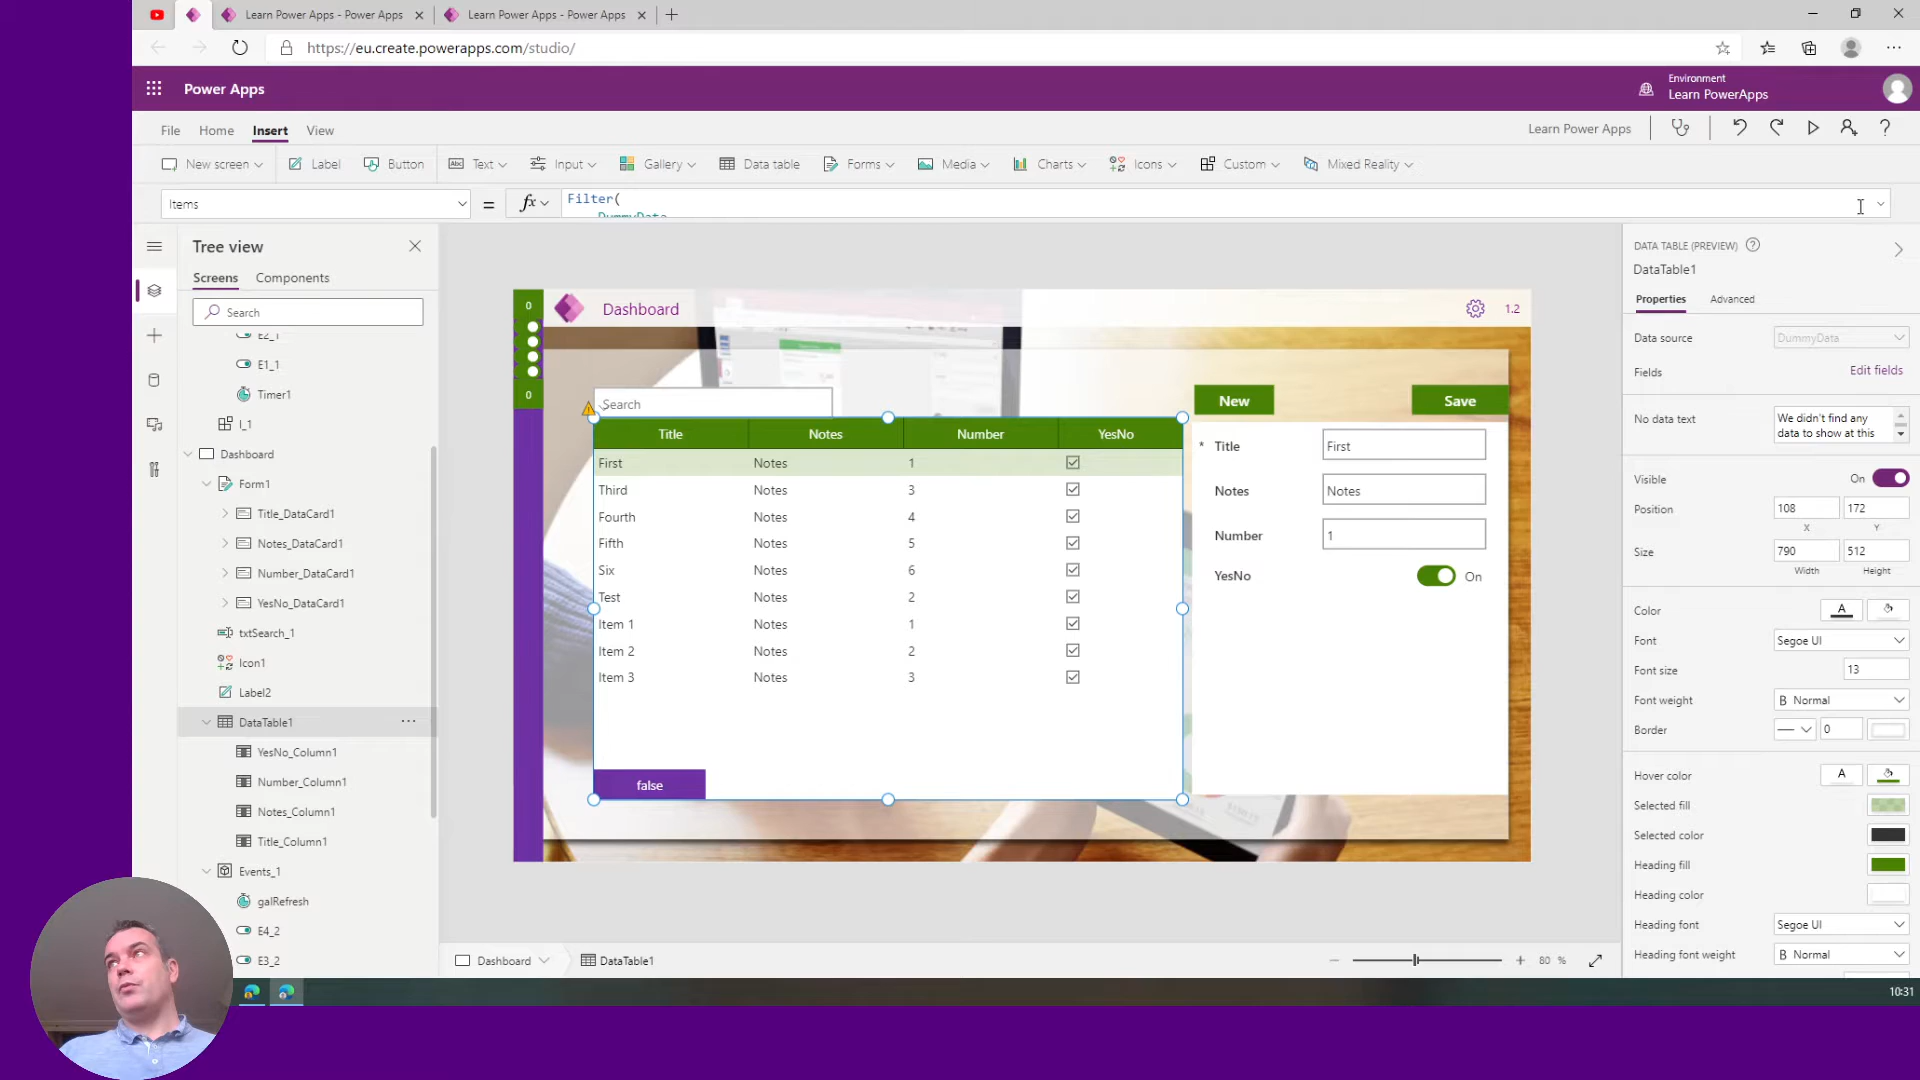 Learn Power Apps - Power Apps
Learn Power Apps - Power Apps
https://eu.create.powerapps.com/studio/
Power Apps
Environment
Learn PowerApps
File Home Insert View
Learn Power Apps
New screen Label Button Text Input Gallery Data table Forms Media Charts Icons Custom Mixed Reality
Items = fx Filter(
DummyData
Tree view
Screens Components
Search
E2_1
E1_1
Timer1
I_1
Dashboard
Form1
Title_DataCard1
Notes_DataCard1
Number_DataCard1
YesNo_DataCard1
txtSearch_1
Icon1
Label2
DataTable1
YesNo_Column1
Number_Column1
Notes_Column1
Title_Column1
Events_1
galRefresh
E4_2
E3_2
0
0
Dashboard
1.2
Search
Title Notes Number YesNo
First Notes 1
Third Notes 3
Fourth Notes 4
Fifth Notes 5
Six Notes 6
Test Notes 2
Item 1 Notes 1
Item 2 Notes 2
Item 3 Notes 3
false
New Save
* Title First
Notes Notes
Number 1
YesNo On
Dashboard DataTable1
80 %
DATA TABLE (PREVIEW)
DataTable1
Properties Advanced
Data source DummyData
Fields Edit fields
No data text We didn't find any
data to show at this
Visible On
Position 108 172
X Y
Size 790 512
Width Height
Color A
Font Segoe UI
Font size 13
Font weight B Normal
Border 0
Hover color A
Selected fill
Selected color
Heading fill
Heading color
Heading font Segoe UI
Heading font weight B Normal
10:31